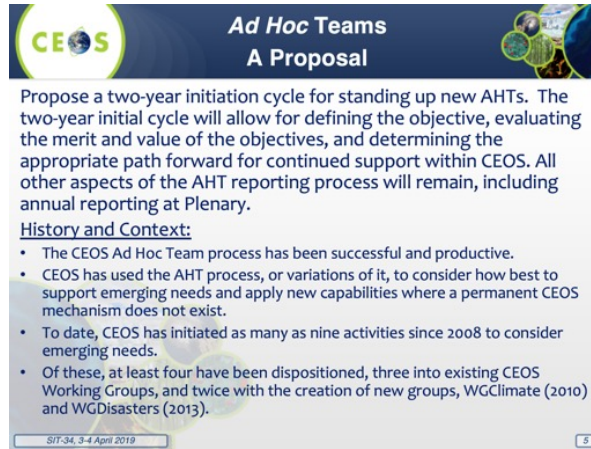 CEOS
Ad Hoc Teams
A Proposal
Propose a two-year initiation cycle for standing up new AHTs. The
two-year initial cycle will allow for defining the objective, evaluating
the merit and value of the objectives, and determining the
appropriate path forward for continued support within CEOS. All
other aspects of the AHT reporting process will remain, including
annual reporting at Plenary.
History and Context:
• The CEOS Ad Hoc Team process has been successful and productive.
• CEOS has used the AHT process, or variations of it, to consider how best to
support emerging needs and apply new capabilities where a permanent CEOS
mechanism does not exist.
• To date, CEOS has initiated as many as nine activities since 2008 to consider
emerging needs.
• Of these, at least four have been dispositioned, three into existing CEOS
Working Groups, and twice with the creation of new groups, WGClimate (2010)
and WGDisasters (2013).
SIT-34, 3-4 April 2019
5